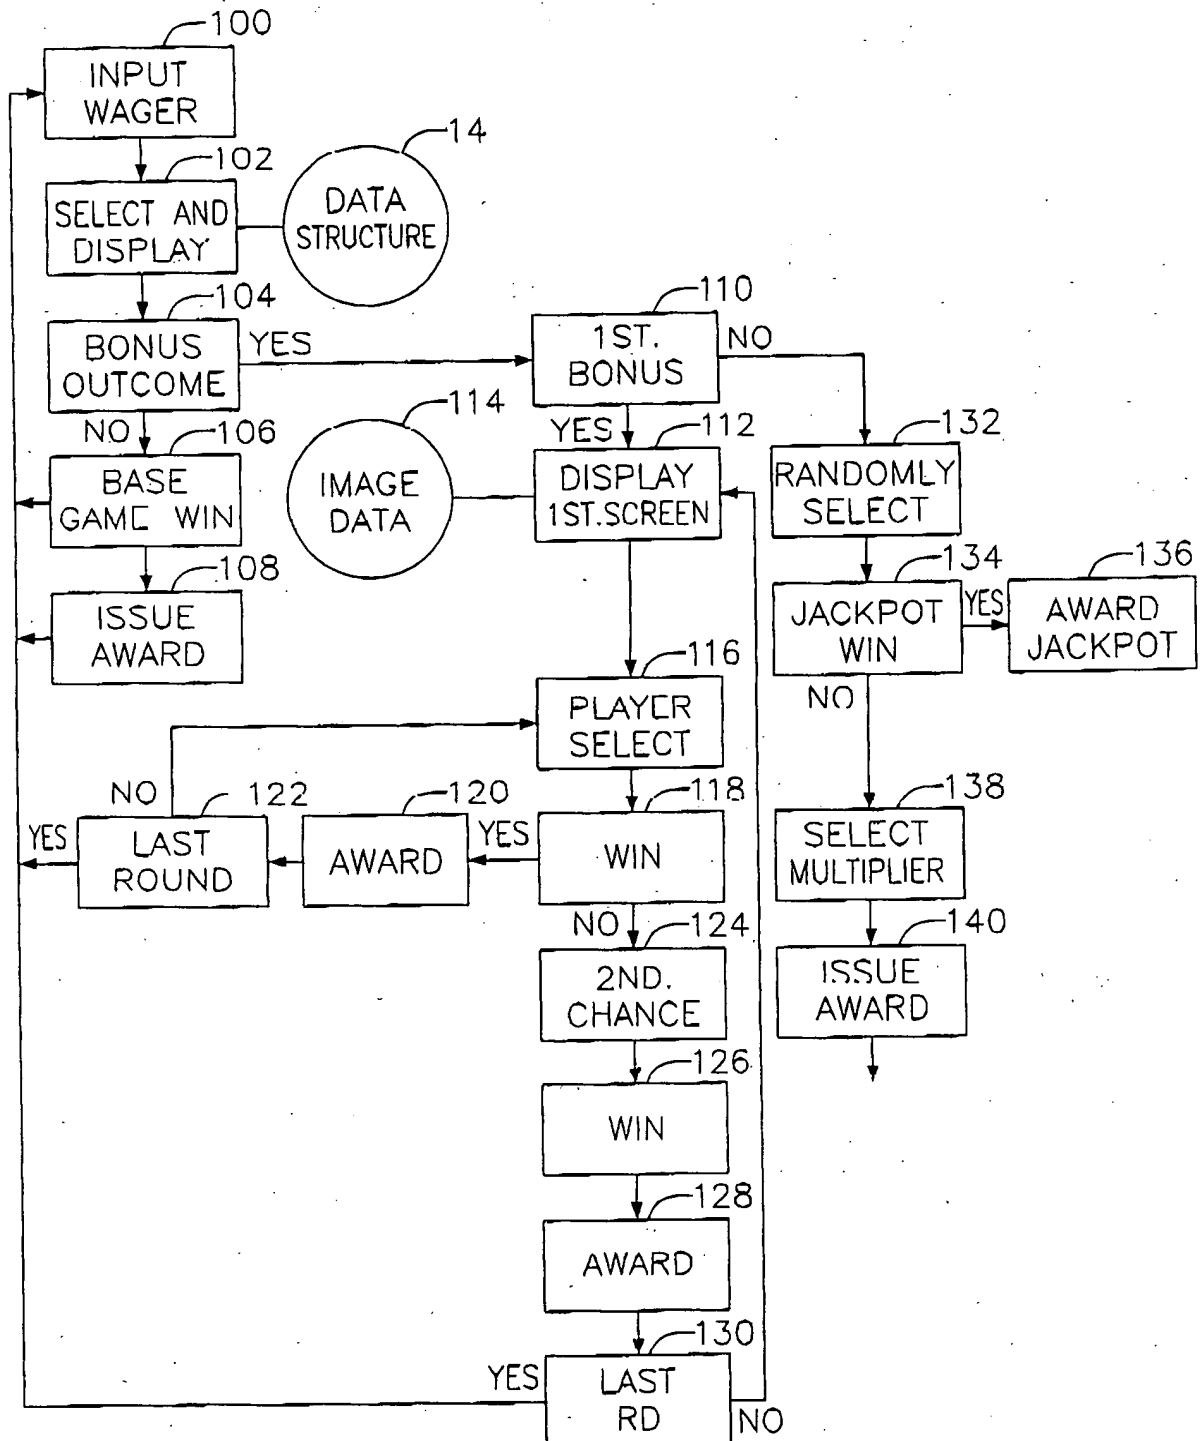 100
INPUT
WAGER
102
SELECT AND
DISPLAY
14
DATA
STRUCTURE
104
BONUS
OUTCOME
YES
NO
106
BASE
GAME WIN
108
ISSUE
AWARD
110
1ST.
BONUS
NO
YES
112
DISPLAY
1ST.SCREEN
114
IMAGE
DATA
132
RANDOMLY
SELECT
134
JACKPOT
WIN
YES
136
AWARD
JACKPOT
NO
116
PLAYER
SELECT
118
WIN
YES
120
AWARD
122
LAST
ROUND
NO
YES
NO
124
2ND.
CHANCE
138
SELECT
MULTIPLIER
140
ISSUE
AWARD
126
WIN
128
AWARD
130
LAST
RD
YES
NO